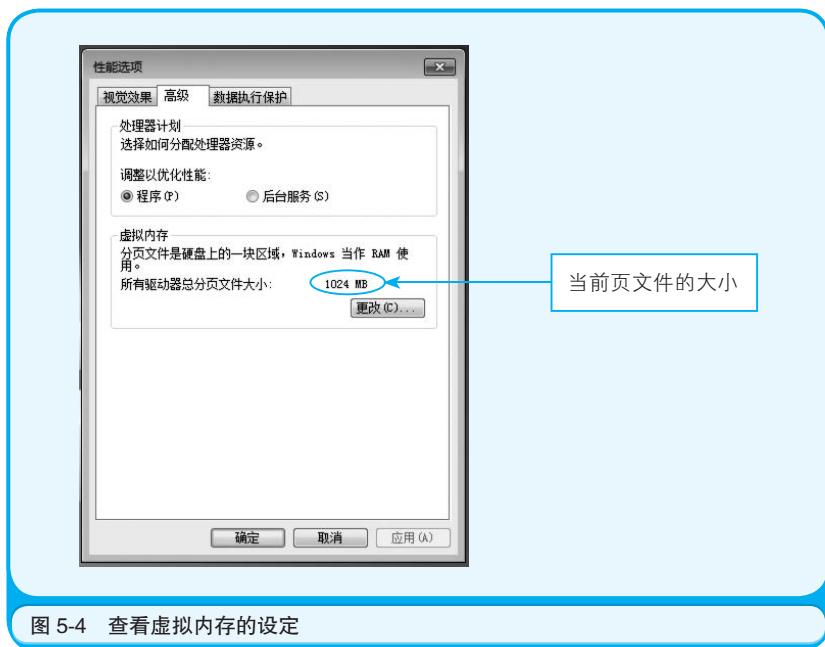 性能选项
视觉效果 高级 数据执行保护
处理器计划
选择如何分配处理器资源。
调整以优化性能:
程序(P) 后台服务(S)
虚拟内存
分页文件是硬盘上的一块区域，Windows 当作 RAM 使
用。
所有驱动器总分页文件大小: 1024 MB
当前页文件的大小
更改(C)...
确定 取消 应用(A)
图 5-4 查看虚拟内存的设定